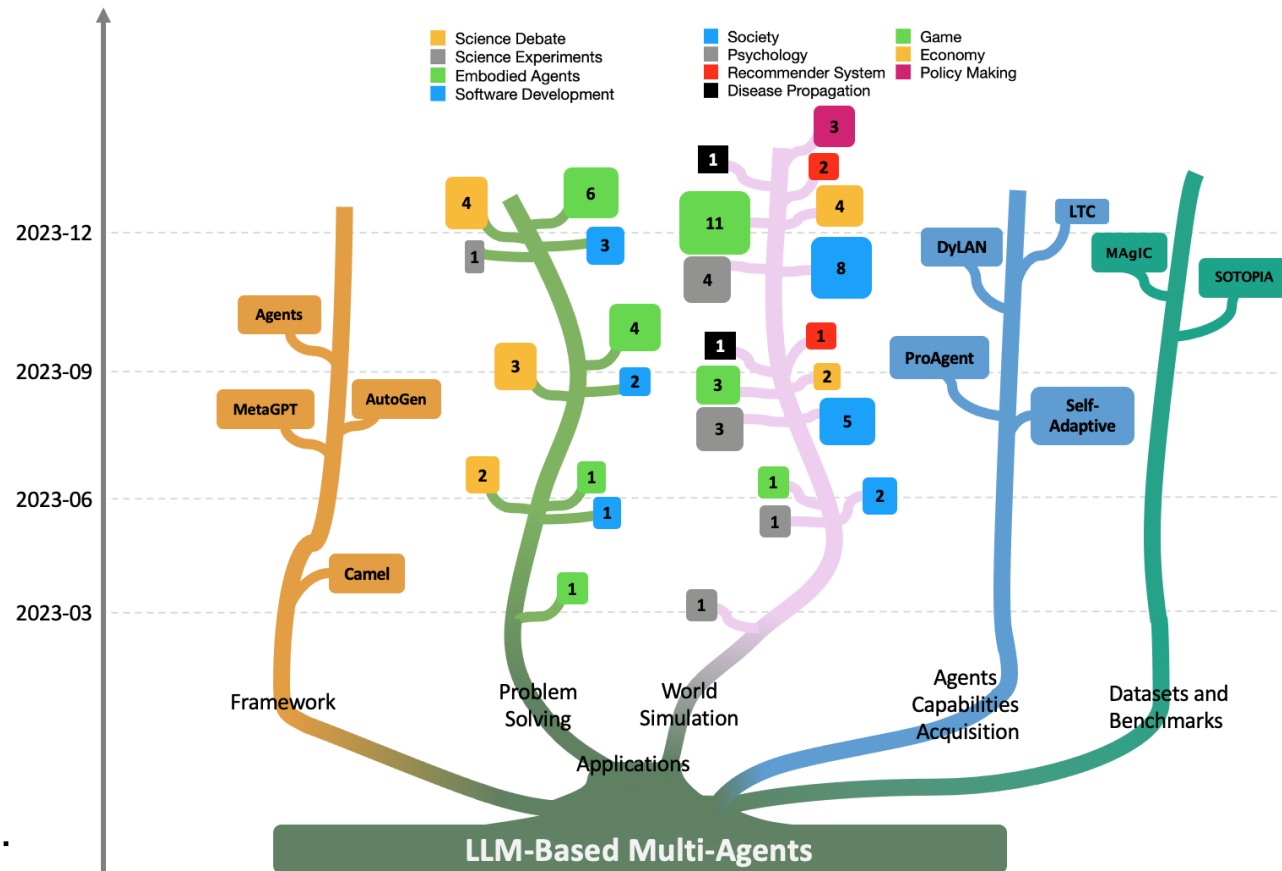 Science Debate
Science Experiments
Embodied Agents
Software Development
Society
Psychology
Recommender System
Disease Propagation
Game
Economy
Policy Making
2023-12
2023-09
2023-06
2023-03
Agents
MetaGPT
AutoGen
Camel
Framework
4
6
3
1
4
3
2
2
1
1
1
Problem
Solving
3
1
2
11
4
4
8
1
1
3
2
3
5
1
2
1
1
World
Simulation
Applications
LTC
DyLAN
ProAgent
Self-
Adaptive
Agents
Capabilities
Acquisition
MAgIC
SOTOPIA
Datasets and
Benchmarks
.
LLM-Based Multi-Agents